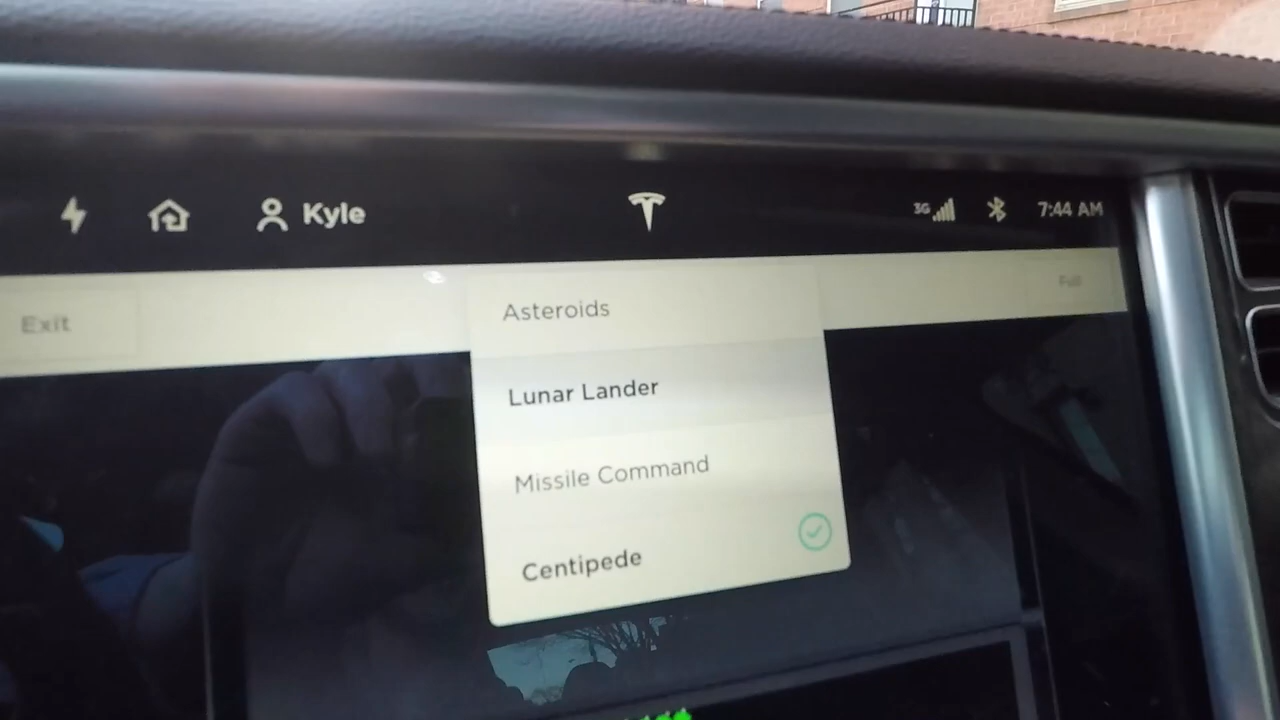 Kyle
3G
7:44 AM
Exit
Full
Asteroids
Lunar Lander
Missile Command
Centipede